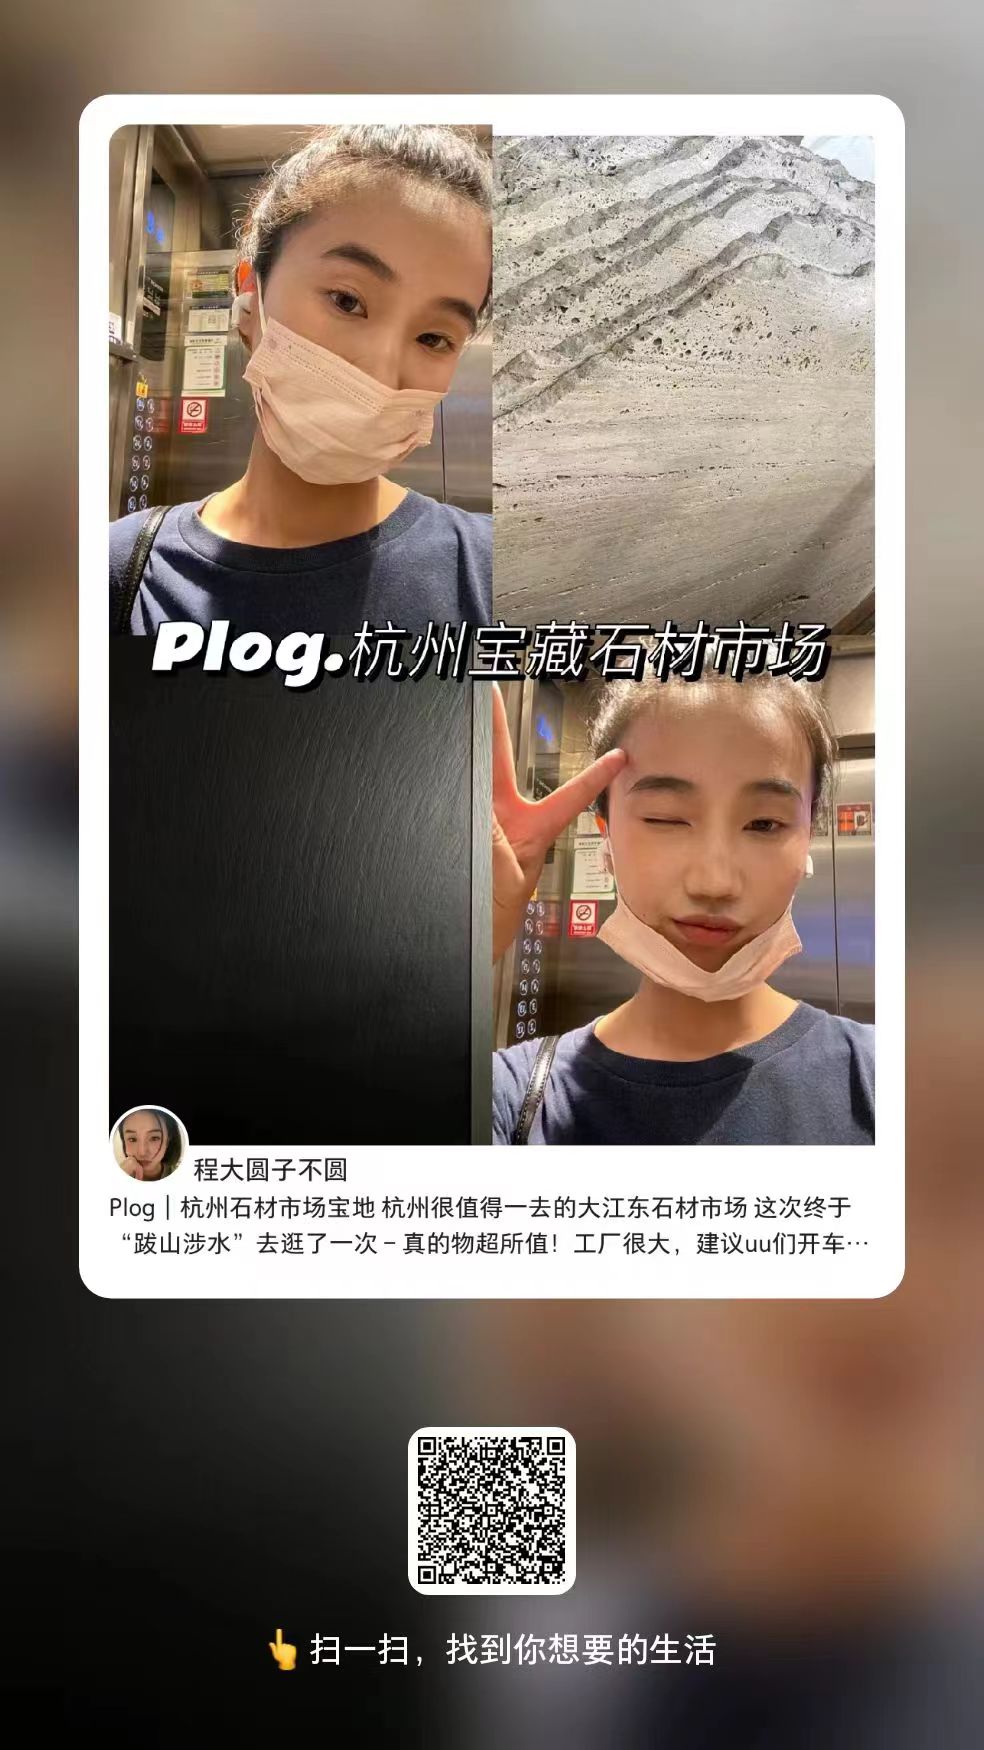 Plog.杭州宝藏石材市场
程大圆子不圆
Plog｜杭州石材市场宝地 杭州很值得一去的大江东石材市场 这次终于
“跋山涉水”去逛了一次－真的物超所值！工厂很大，建议uu们开车…
👆 扫一扫，找到你想要的生活